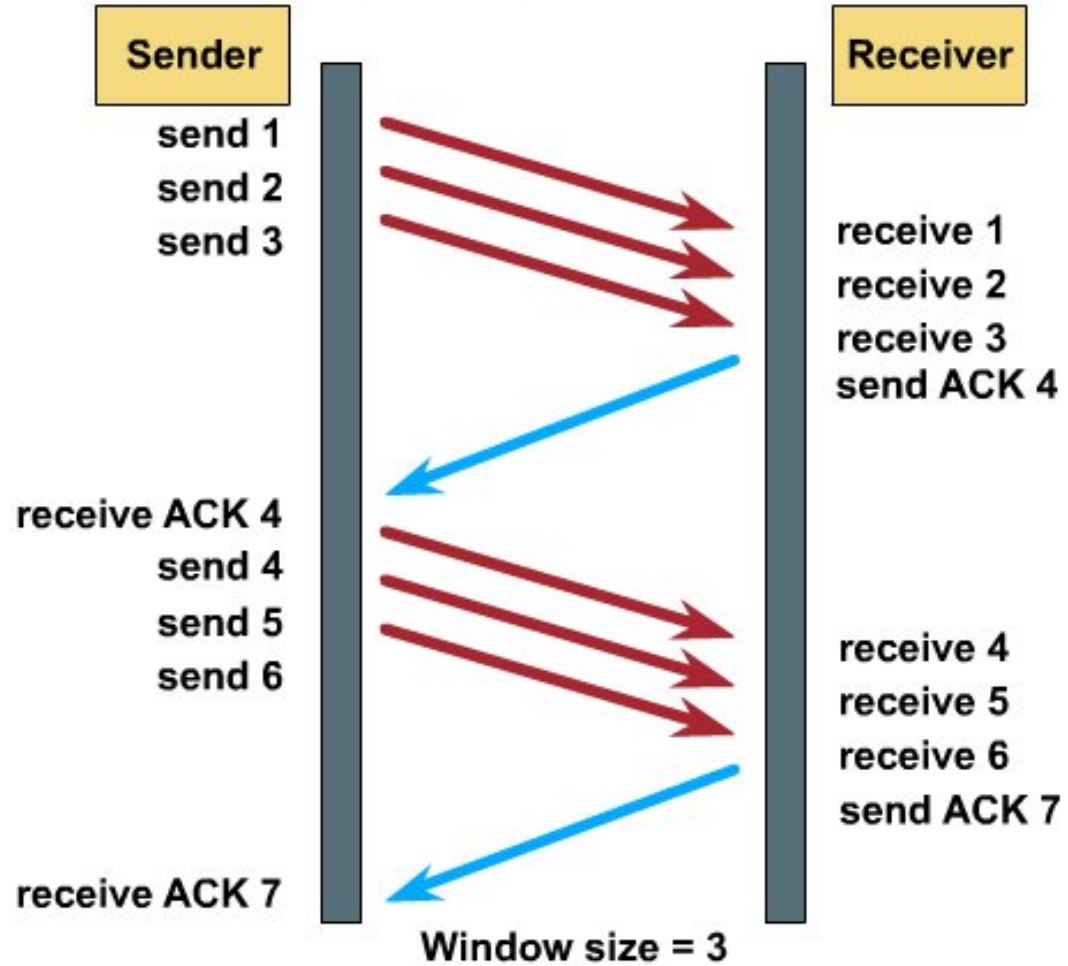 Sender
Receiver
send 1
send 2
send 3
receive 1
receive 2
receive 3
send ACK 4
receive ACK 4
send 4
send 5
send 6
receive 4
receive 5
receive 6
send ACK 7
receive ACK 7
Window size = 3